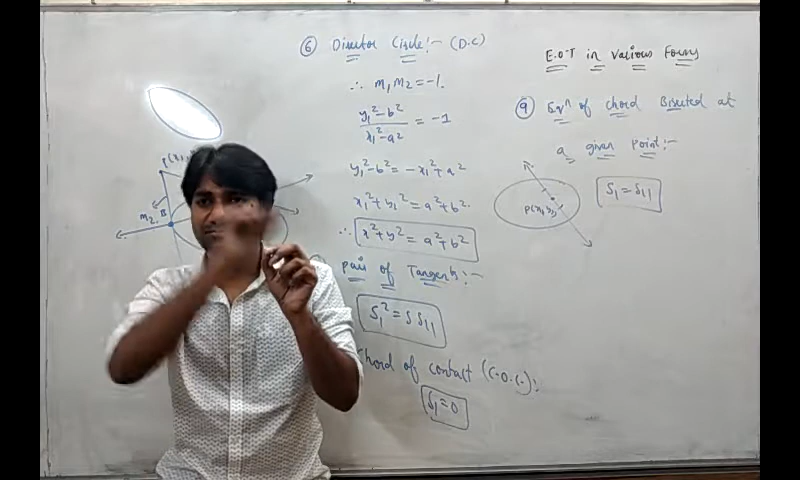 ⑥ Director Circle:- (D.C)
∴ m₁m₂ = -1.
y₁²-b² / x₁²-a² = -1
y₁²-b² = -x₁²+a²
x₁²+y₁² = a²+b².
∴ x²+y² = a²+b²
Pair of Tangents:-
S₁² = SS₁₁
Chord of contact (C.O.C.):
S₁=0
P(x₁,
m₂ B
E.O.T in Various Forms
⑨ Eqⁿ of chord Bisected at
a given point:-
S₁=S₁₁
P(x₁,y₁)